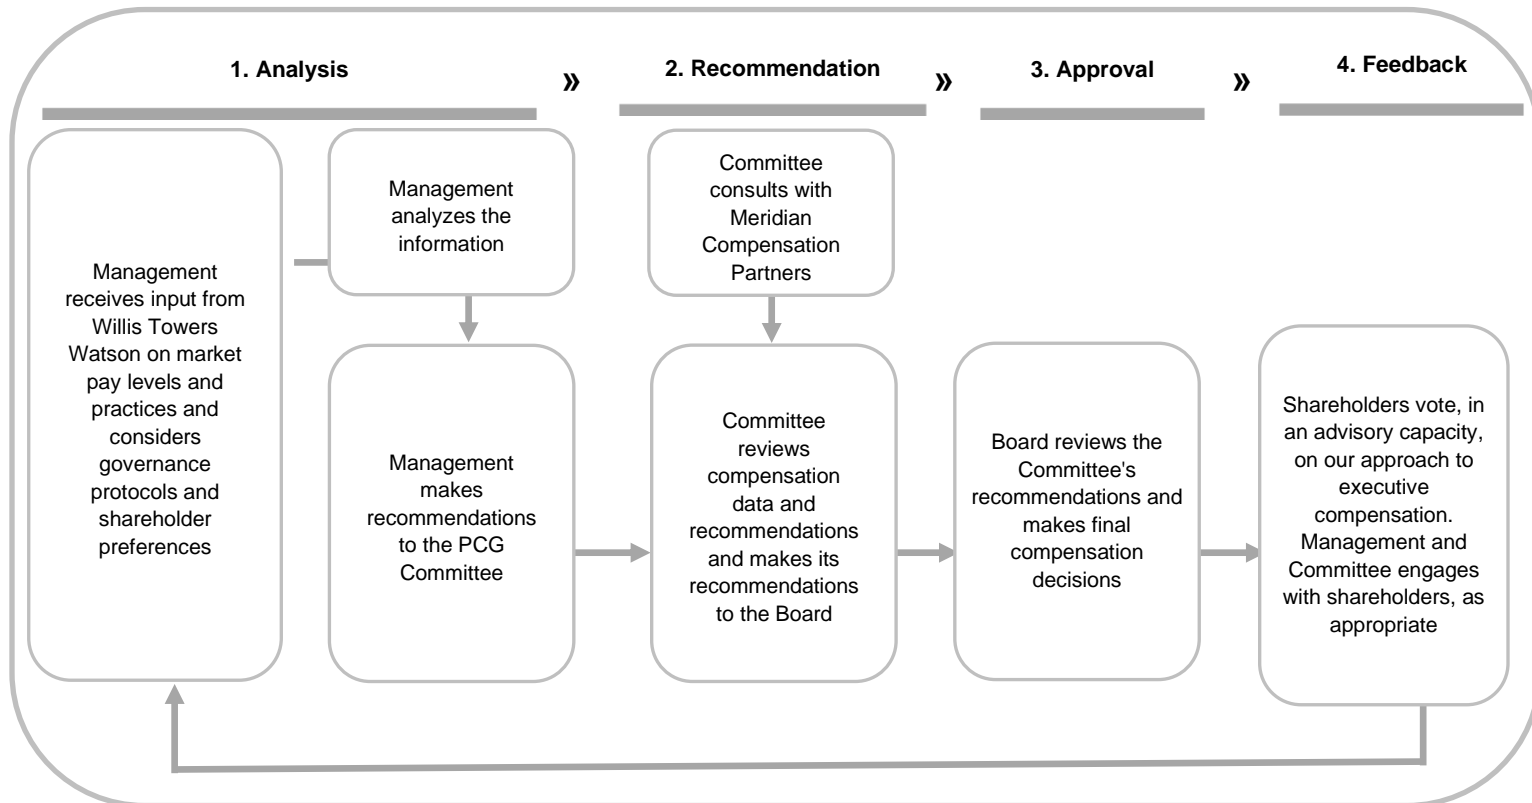 1. Analysis
»
2. Recommendation
»
3. Approval
»
4. Feedback
Management
receives input from
Willis Towers
Watson on market
pay levels and
practices and
considers
governance
protocols and
shareholder
preferences
Management
analyzes the
information
Management
makes
recommendations
to the PCG
Committee
Committee
consults with
Meridian
Compensation
Partners
Committee
reviews
compensation
data and
recommendations
and makes its
recommendations
to the Board
Board reviews the
Committee's
recommendations and
makes final
compensation
decisions
Shareholders vote, in
an advisory capacity,
on our approach to
executive
compensation.
Management and
Committee engages
with shareholders, as
appropriate